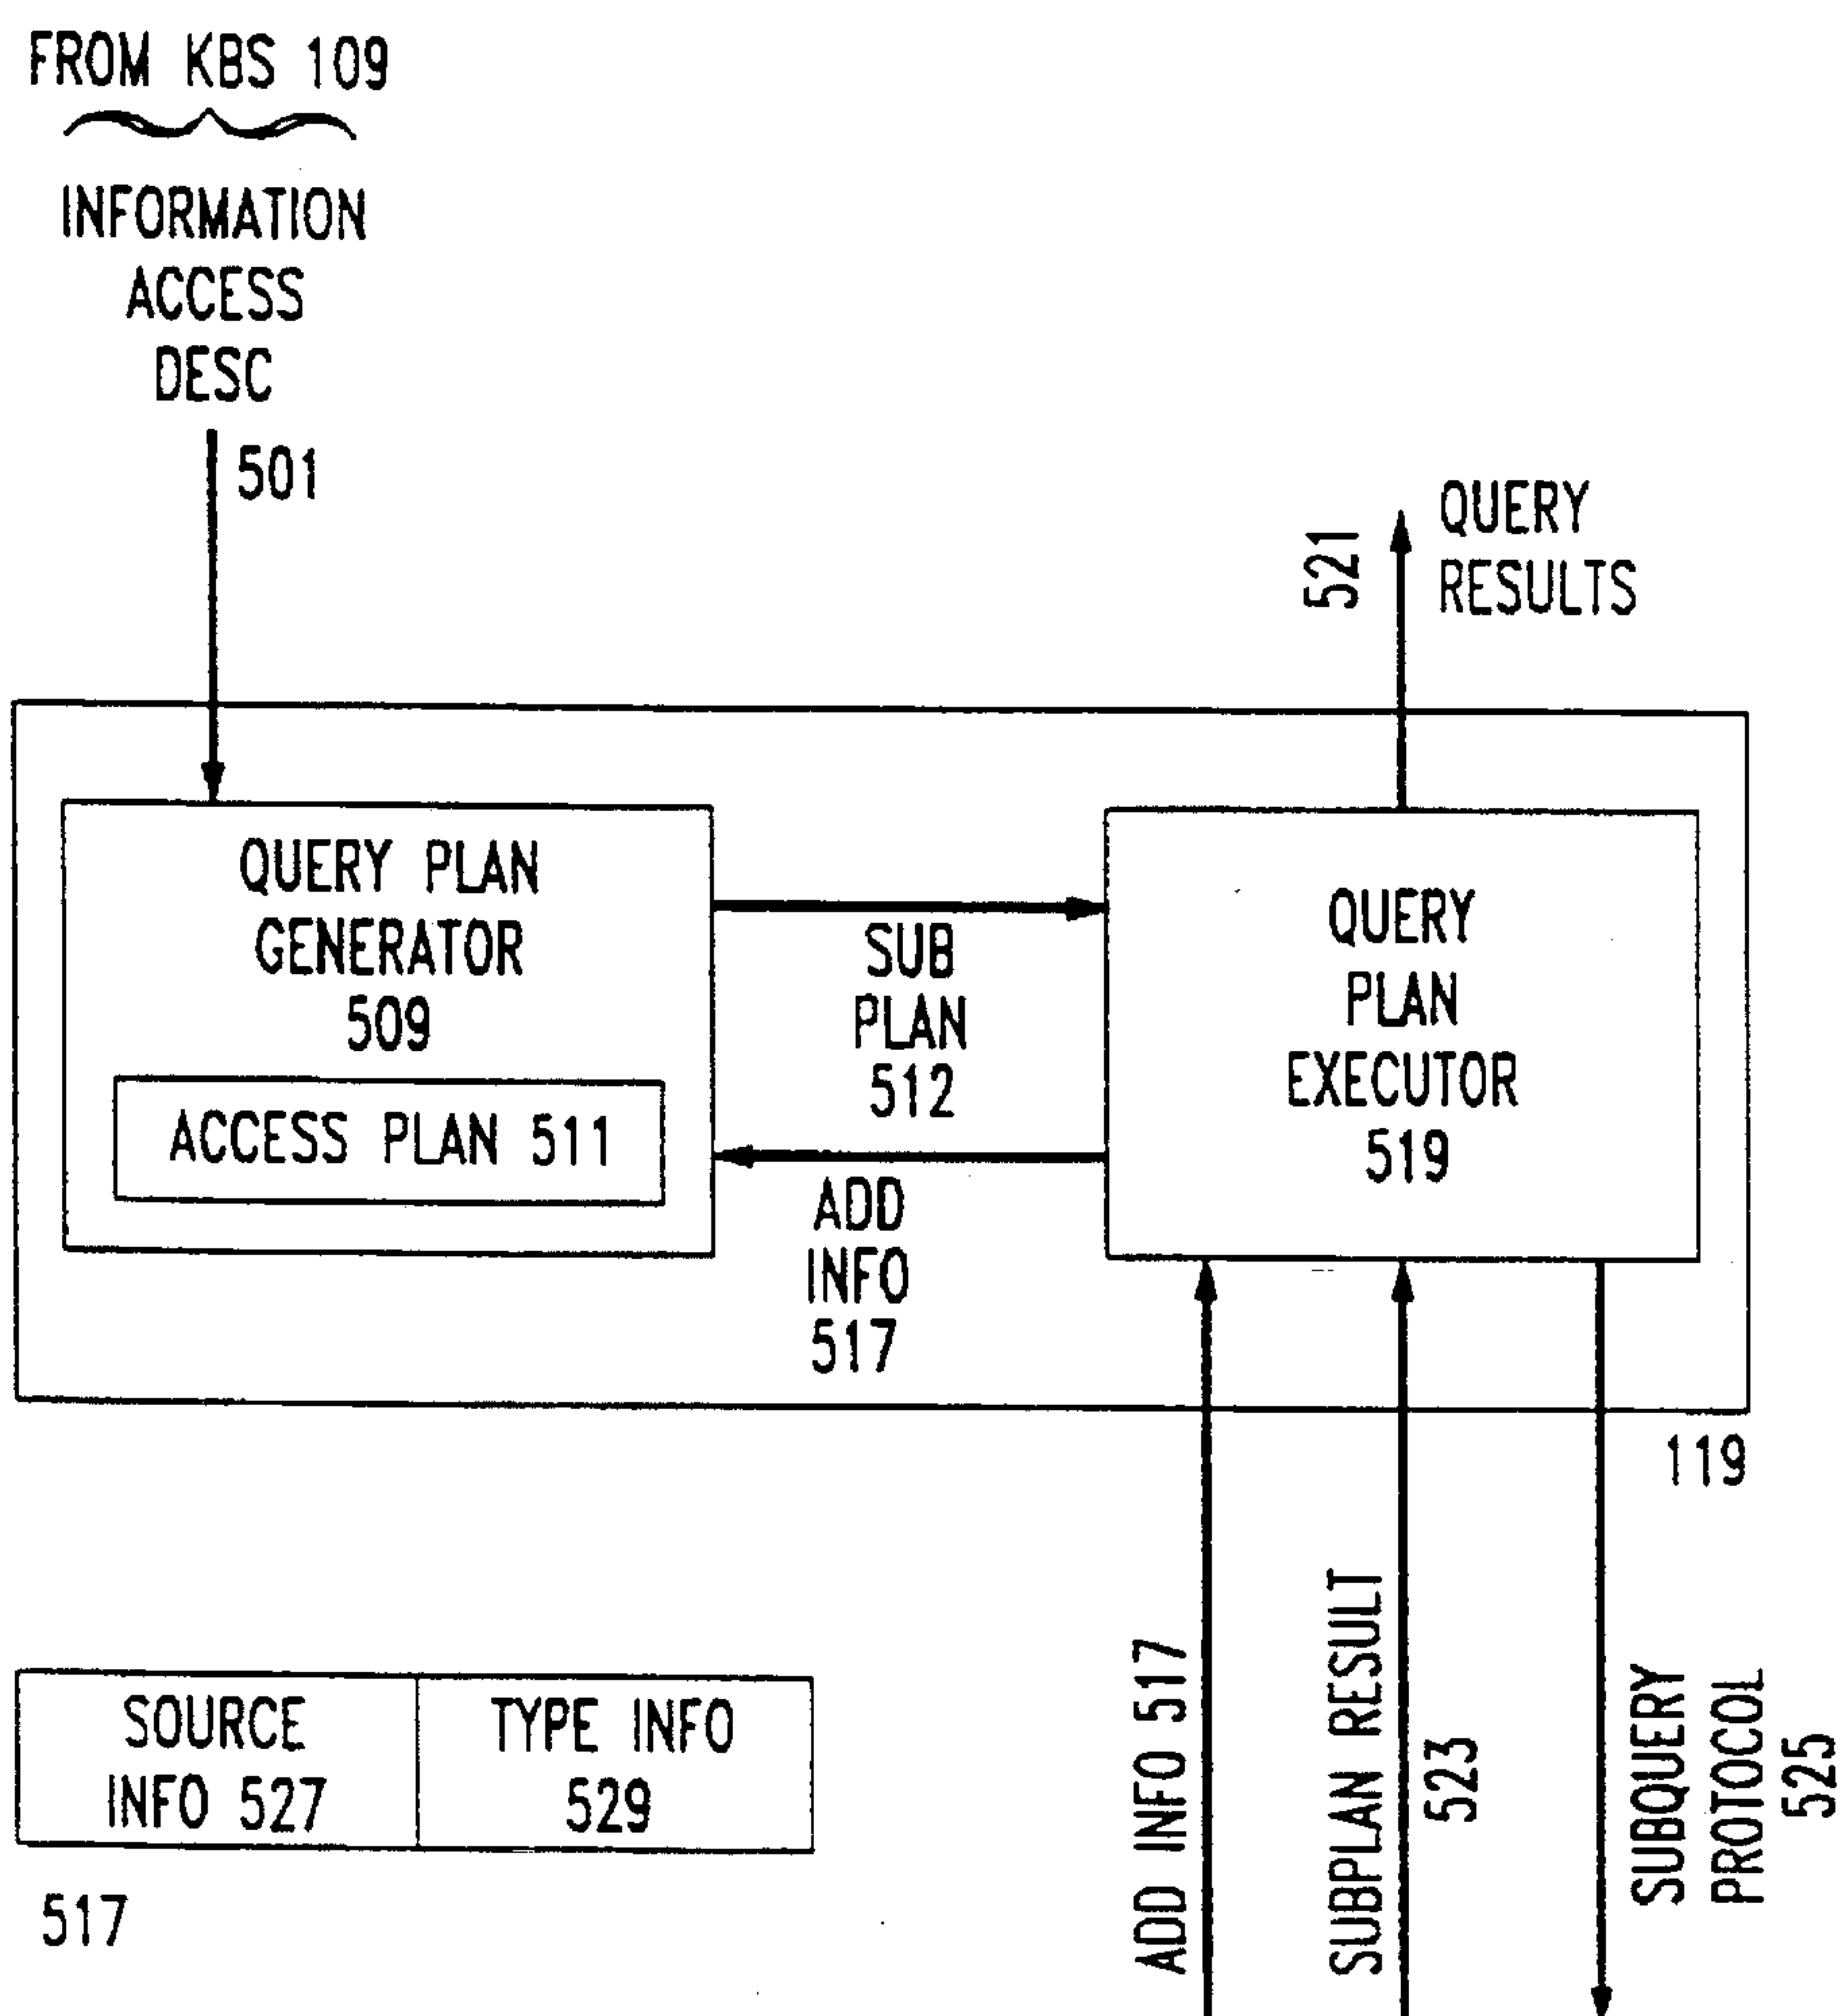 FROM KBS 109
INFORMATION
ACCESS
DESC
501
521
QUERY
RESULTS
QUERY PLAN
GENERATOR
509
ACCESS PLAN 511
SUB
PLAN
512
ADD
INFO
517
QUERY
PLAN
EXECUTOR
519
119
SOURCE
INFO 527
TYPE INFO
529
517
ADD INFO 517
SUBPLAN RESULT
523
SUBQUERY
PROTOCOL
525